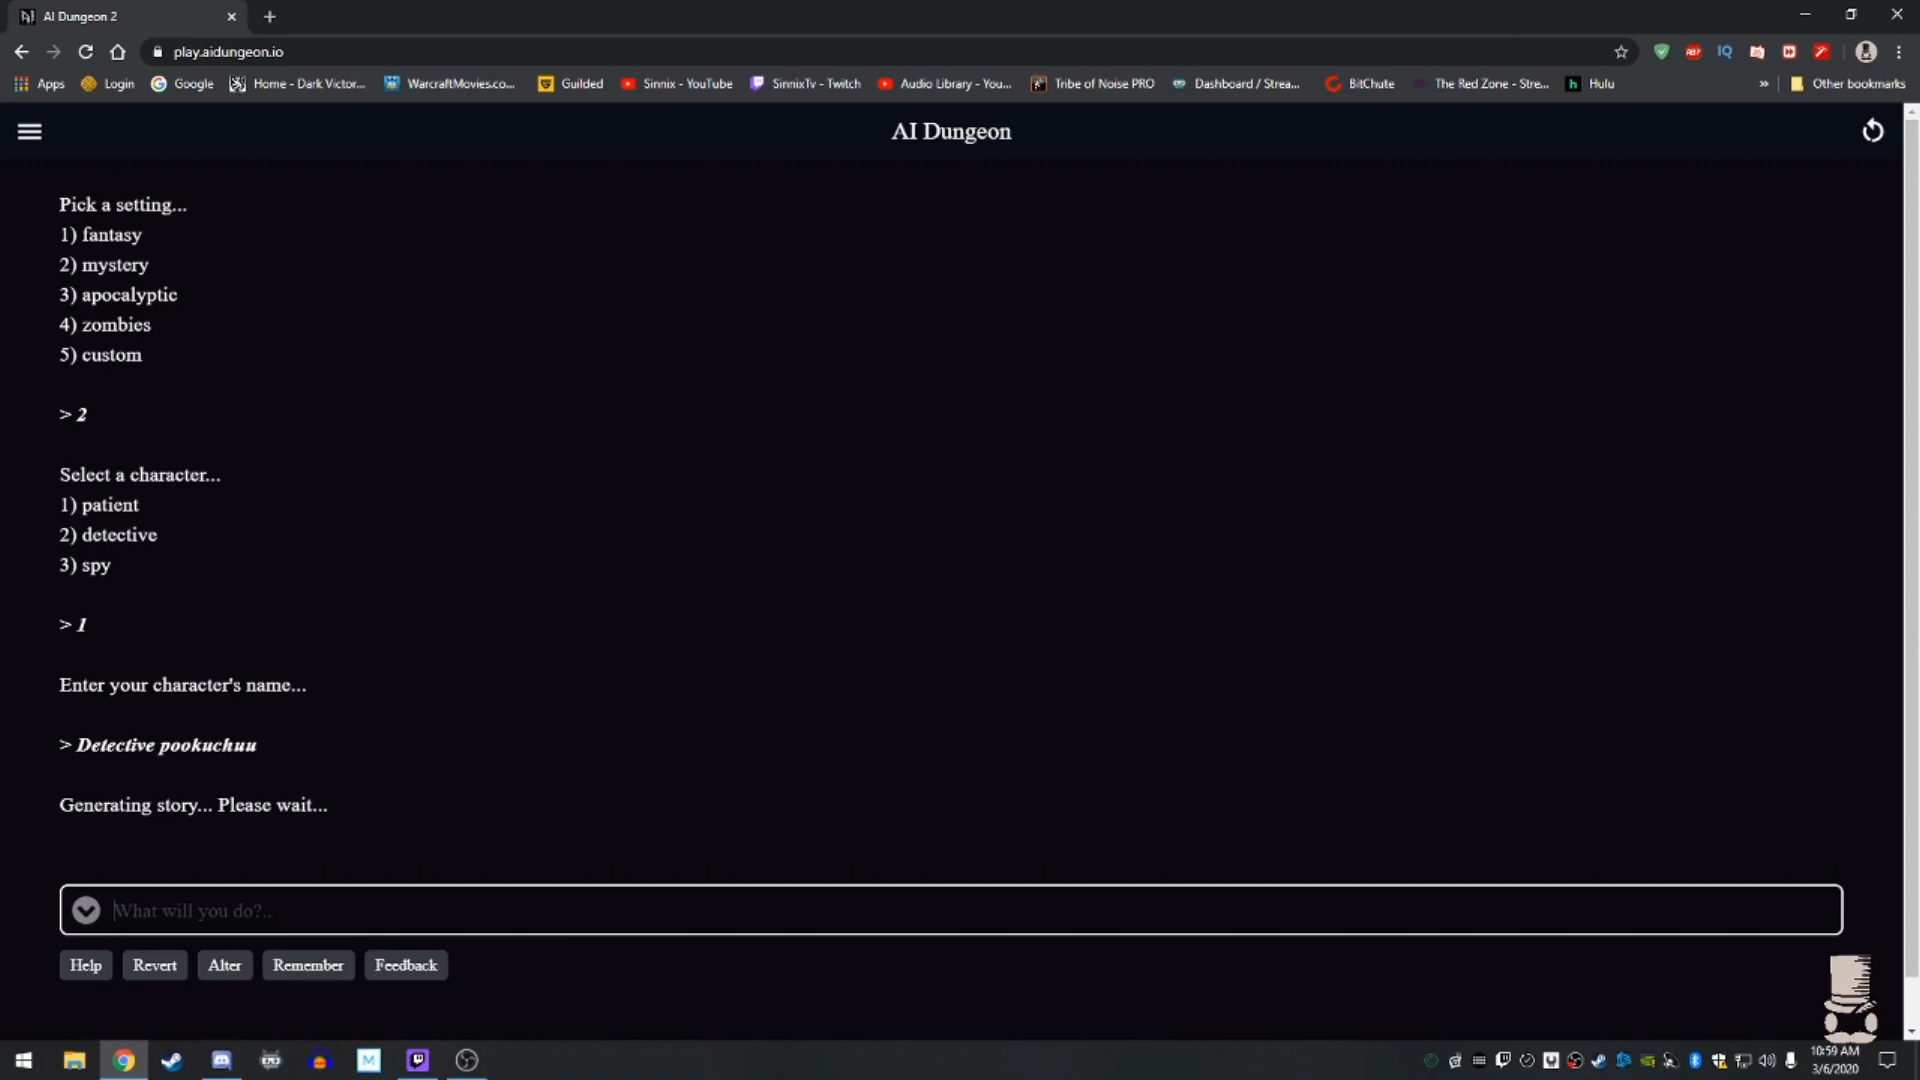 AI Dungeon 2
play.aidungeon.io
Apps
Login
Google
Home - Dark Victor...
WarcraftMovies.co...
Guilded
Sinnix - YouTube
SinnixTv - Twitch
Audio Library - You...
Tribe of Noise PRO
Dashboard / Strea...
BitChute
The Red Zone - Stre...
Hulu
Other bookmarks
AI Dungeon
Pick a setting...
1) fantasy
2) mystery
3) apocalyptic
4) zombies
5) custom
> 2
Select a character...
1) patient
2) detective
3) spy
> 1
Enter your character's name...
> Detective pookuchuu
Generating story... Please wait...
What will you do?..
Help
Revert
Alter
Remember
Feedback
10:59 AM
3/6/2020